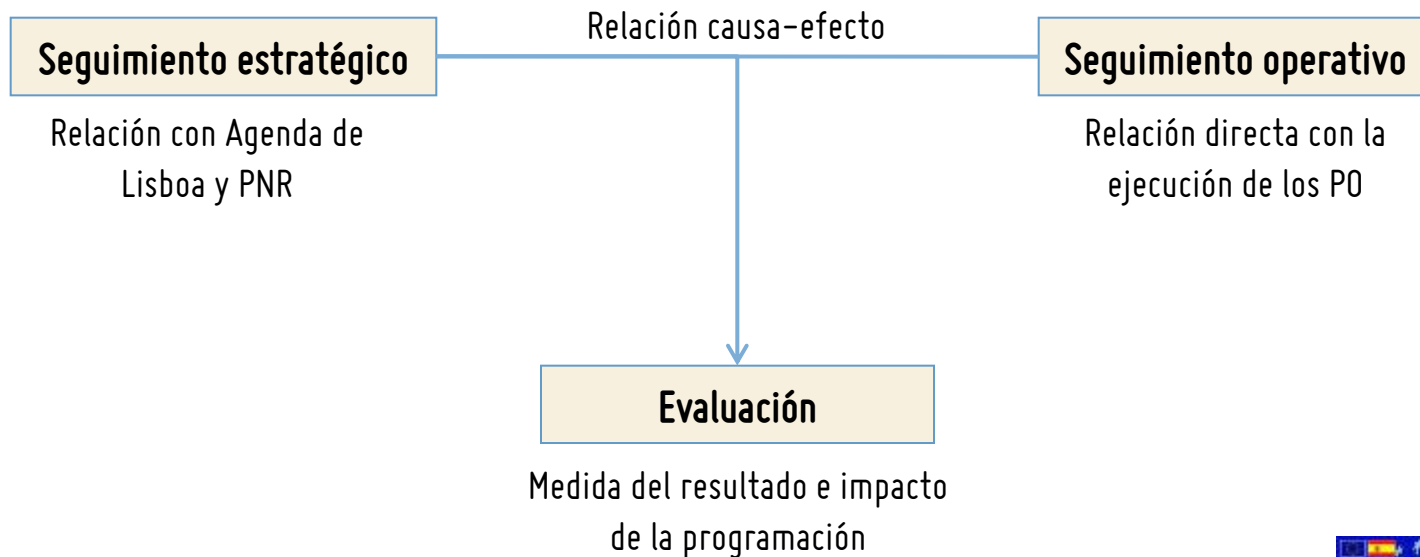 Relación causa-efecto
Seguimiento estratégico
Seguimiento operativo
Relación con Agenda de
Lisboa y PNR
Relación directa con la
ejecución de los PO
Evaluación
Medida del resultado e impacto
de la programación